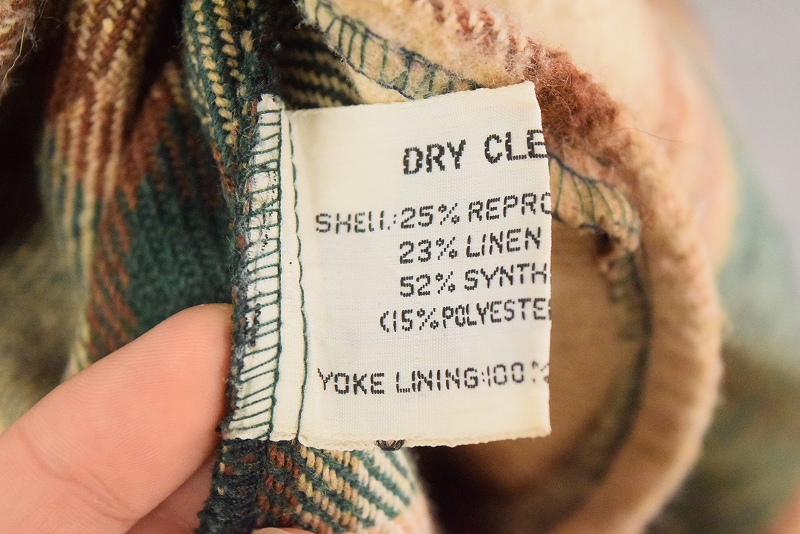 DRY CLE
SHELL:25% REPRO
23% LINEN
52% SYNTH
(15%POLYESTE
YOKE LINING:100%